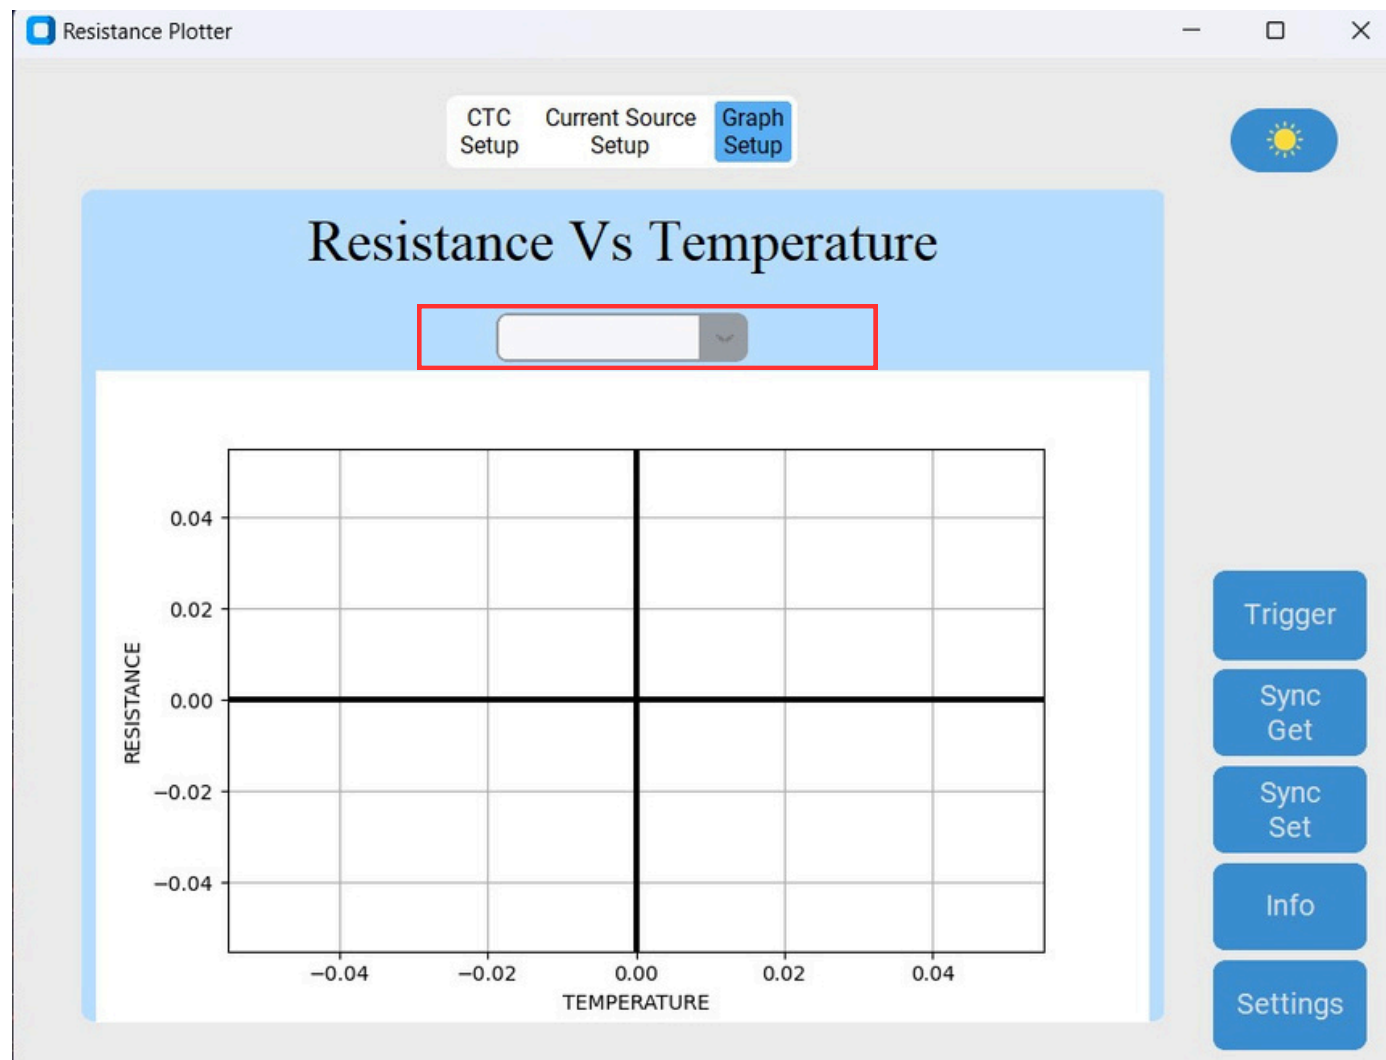 Resistance Plotter
CTC
Setup
Current Source
Setup
Graph
Setup
Resistance Vs Temperature
0.04
0.02
0.00
−0.02
−0.04
RESISTANCE
−0.04
−0.02
0.00
0.02
0.04
TEMPERATURE
Trigger
Sync
Get
Sync
Set
Info
Settings